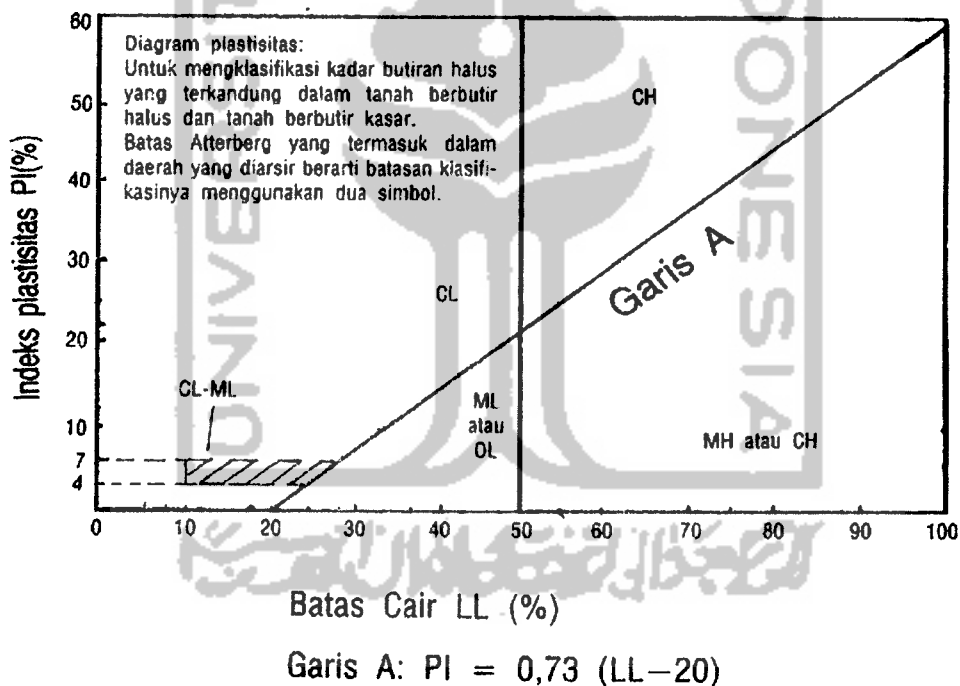 60
50
40
30
20
10
7
4
Indeks plastisitas PI(%)
Diagram plastisitas:
Untuk mengklasifikasi kadar butiran halus
yang terkandung dalam tanah berbutir
halus dan tanah berbutir kasar.
Batas Atterberg yang termasuk dalam
daerah yang diarsir berarti batasan klasifi-
kasinya menggunakan dua simbol.
CH
CL
Garis A
CL-ML
ML
atau
OL
MH atau CH
0 10 20 30 40 50 60 70 80 90 100
Batas Cair LL (%)
Garis A: PI = 0,73 (LL–20)
UNIVERSIT
DONESIA